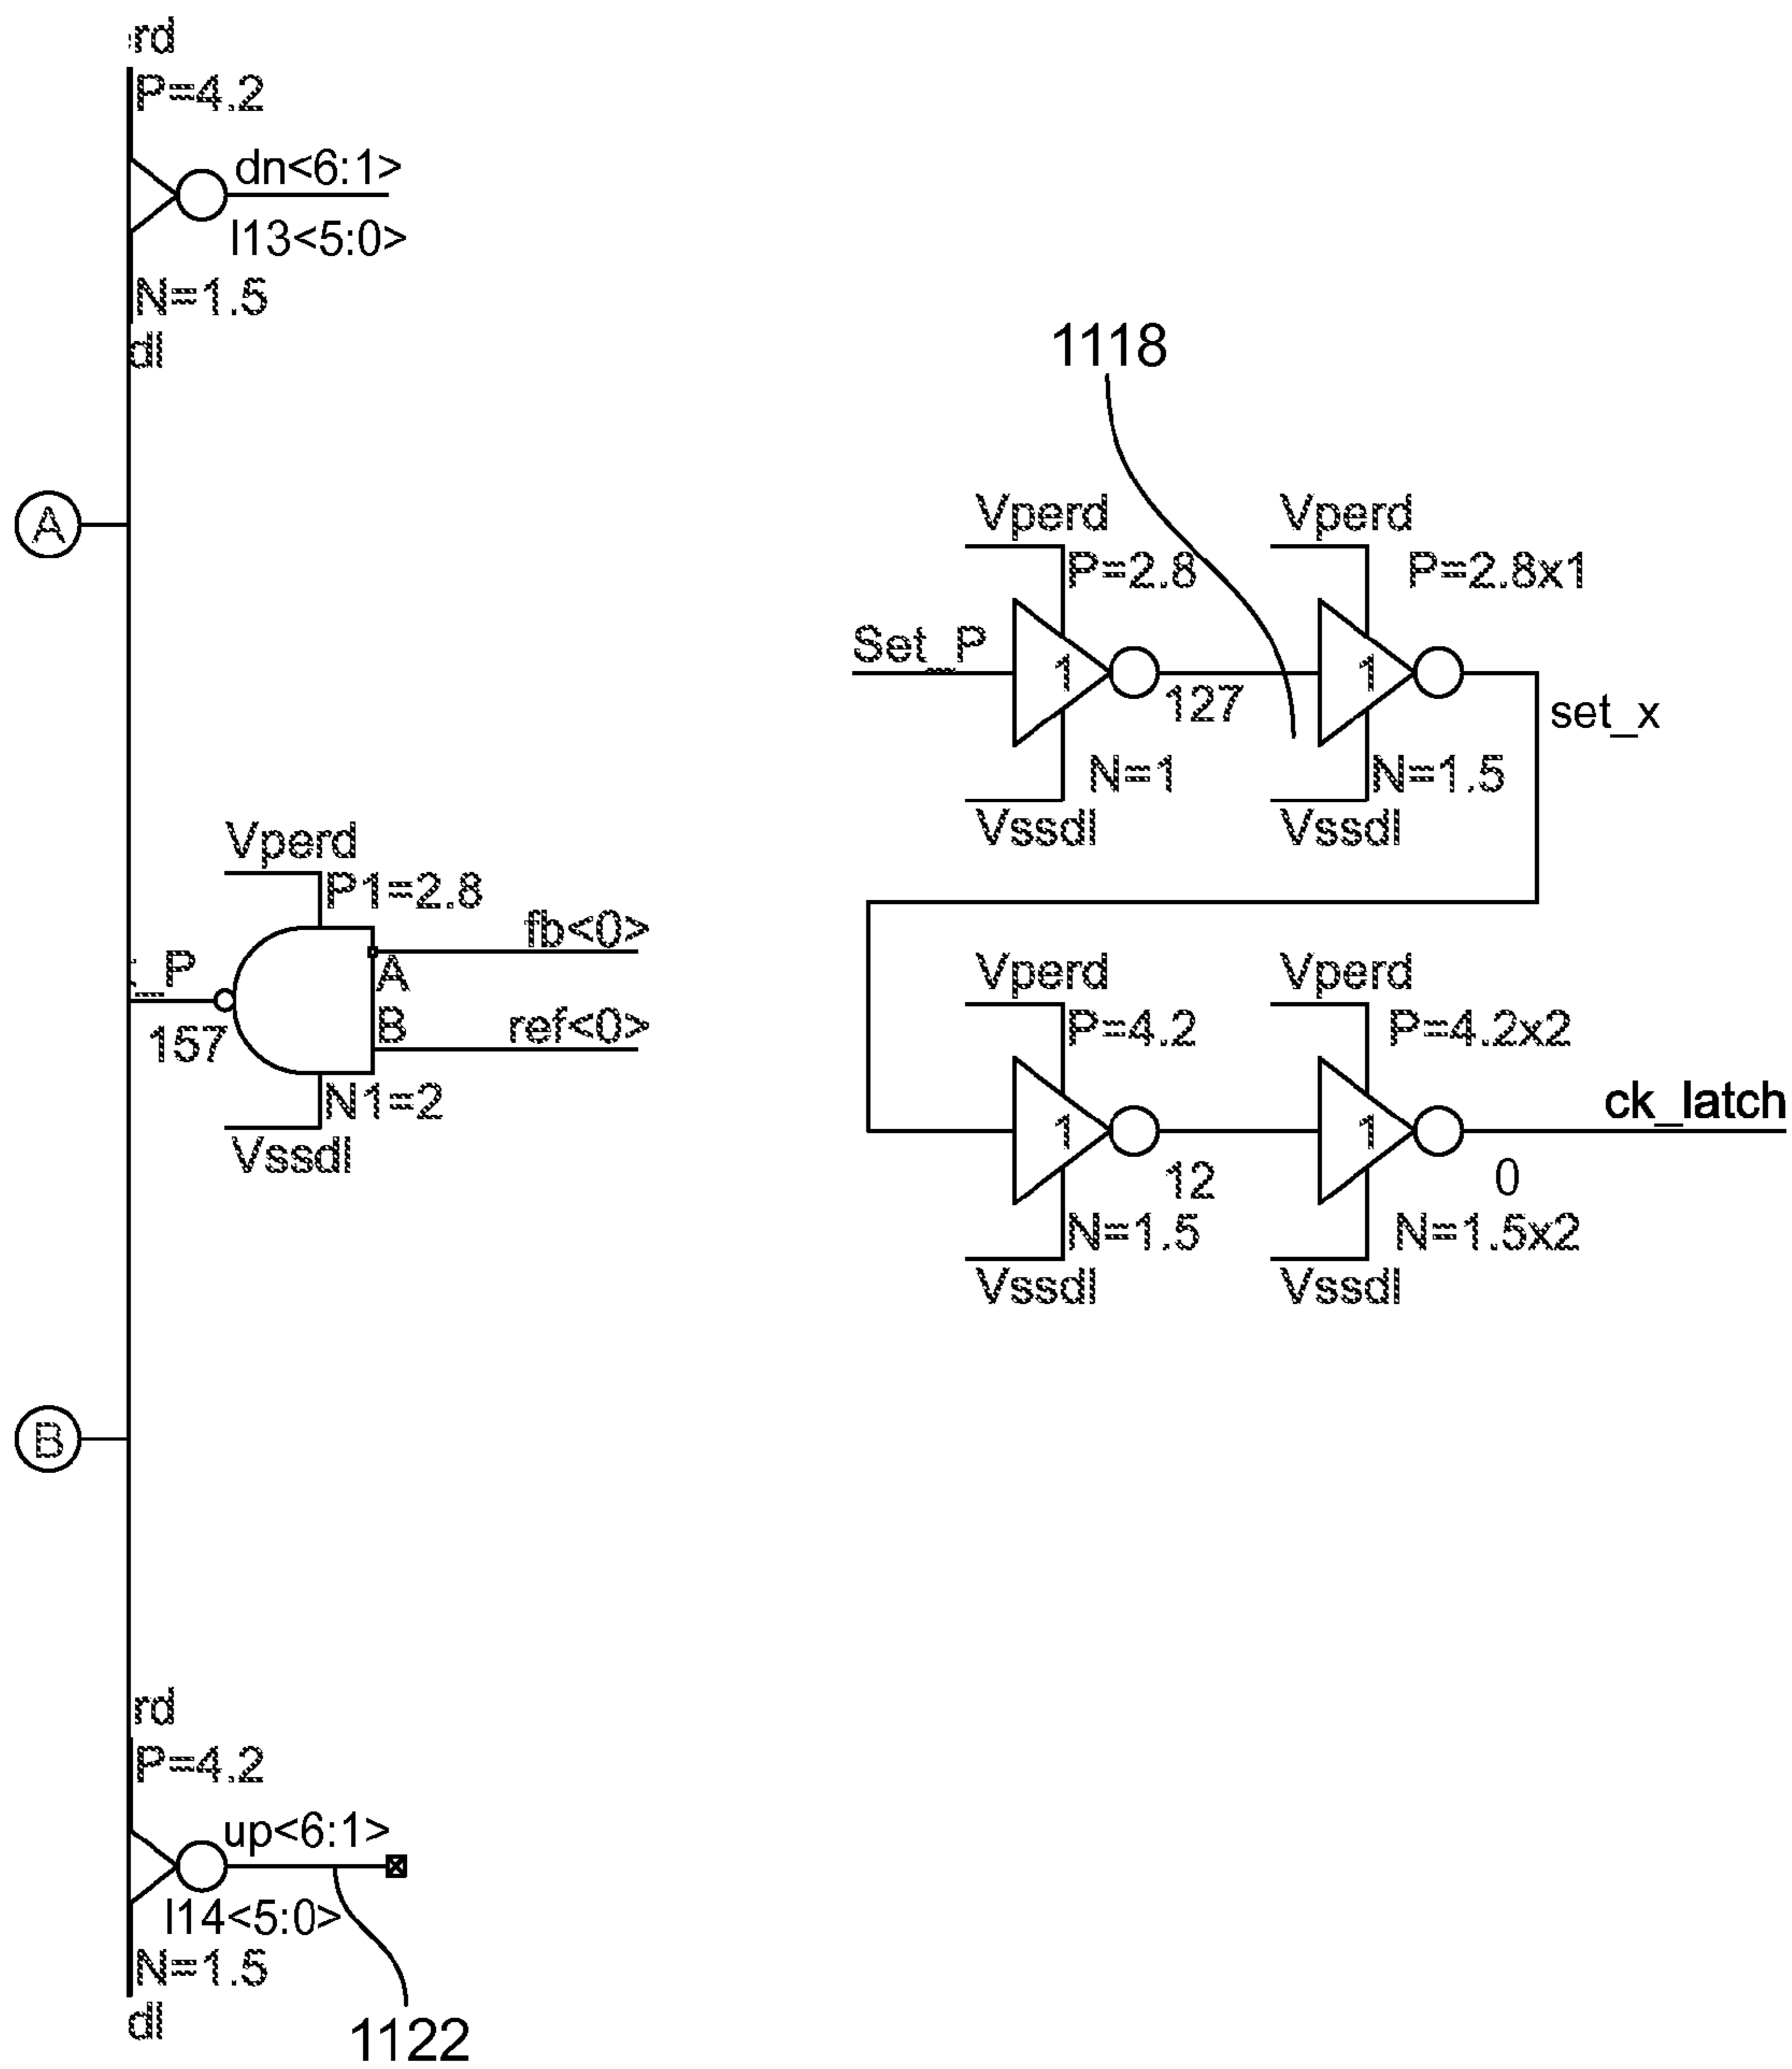 rd
P=4.2
dn<6:1>
I13<5:0>
N=1.5
dl
1118
A
Vperd
Vperd
P=2.8
P=2.8x1
Set_P
1
1
127
set_x
N=1
N=1.5
Vssdl
Vssdl
Vperd
P1=2.8
fb<0>
_P
A
B
157
ref<0>
N1=2
Vssdl
Vperd
Vperd
P=4.2
P=4.2x2
1
1
ck_latch
12
0
N=1.5
N=1.5x2
Vssdl
Vssdl
B
rd
P=4.2
up<6:1>
I14<5:0>
N=1.5
dl
1122